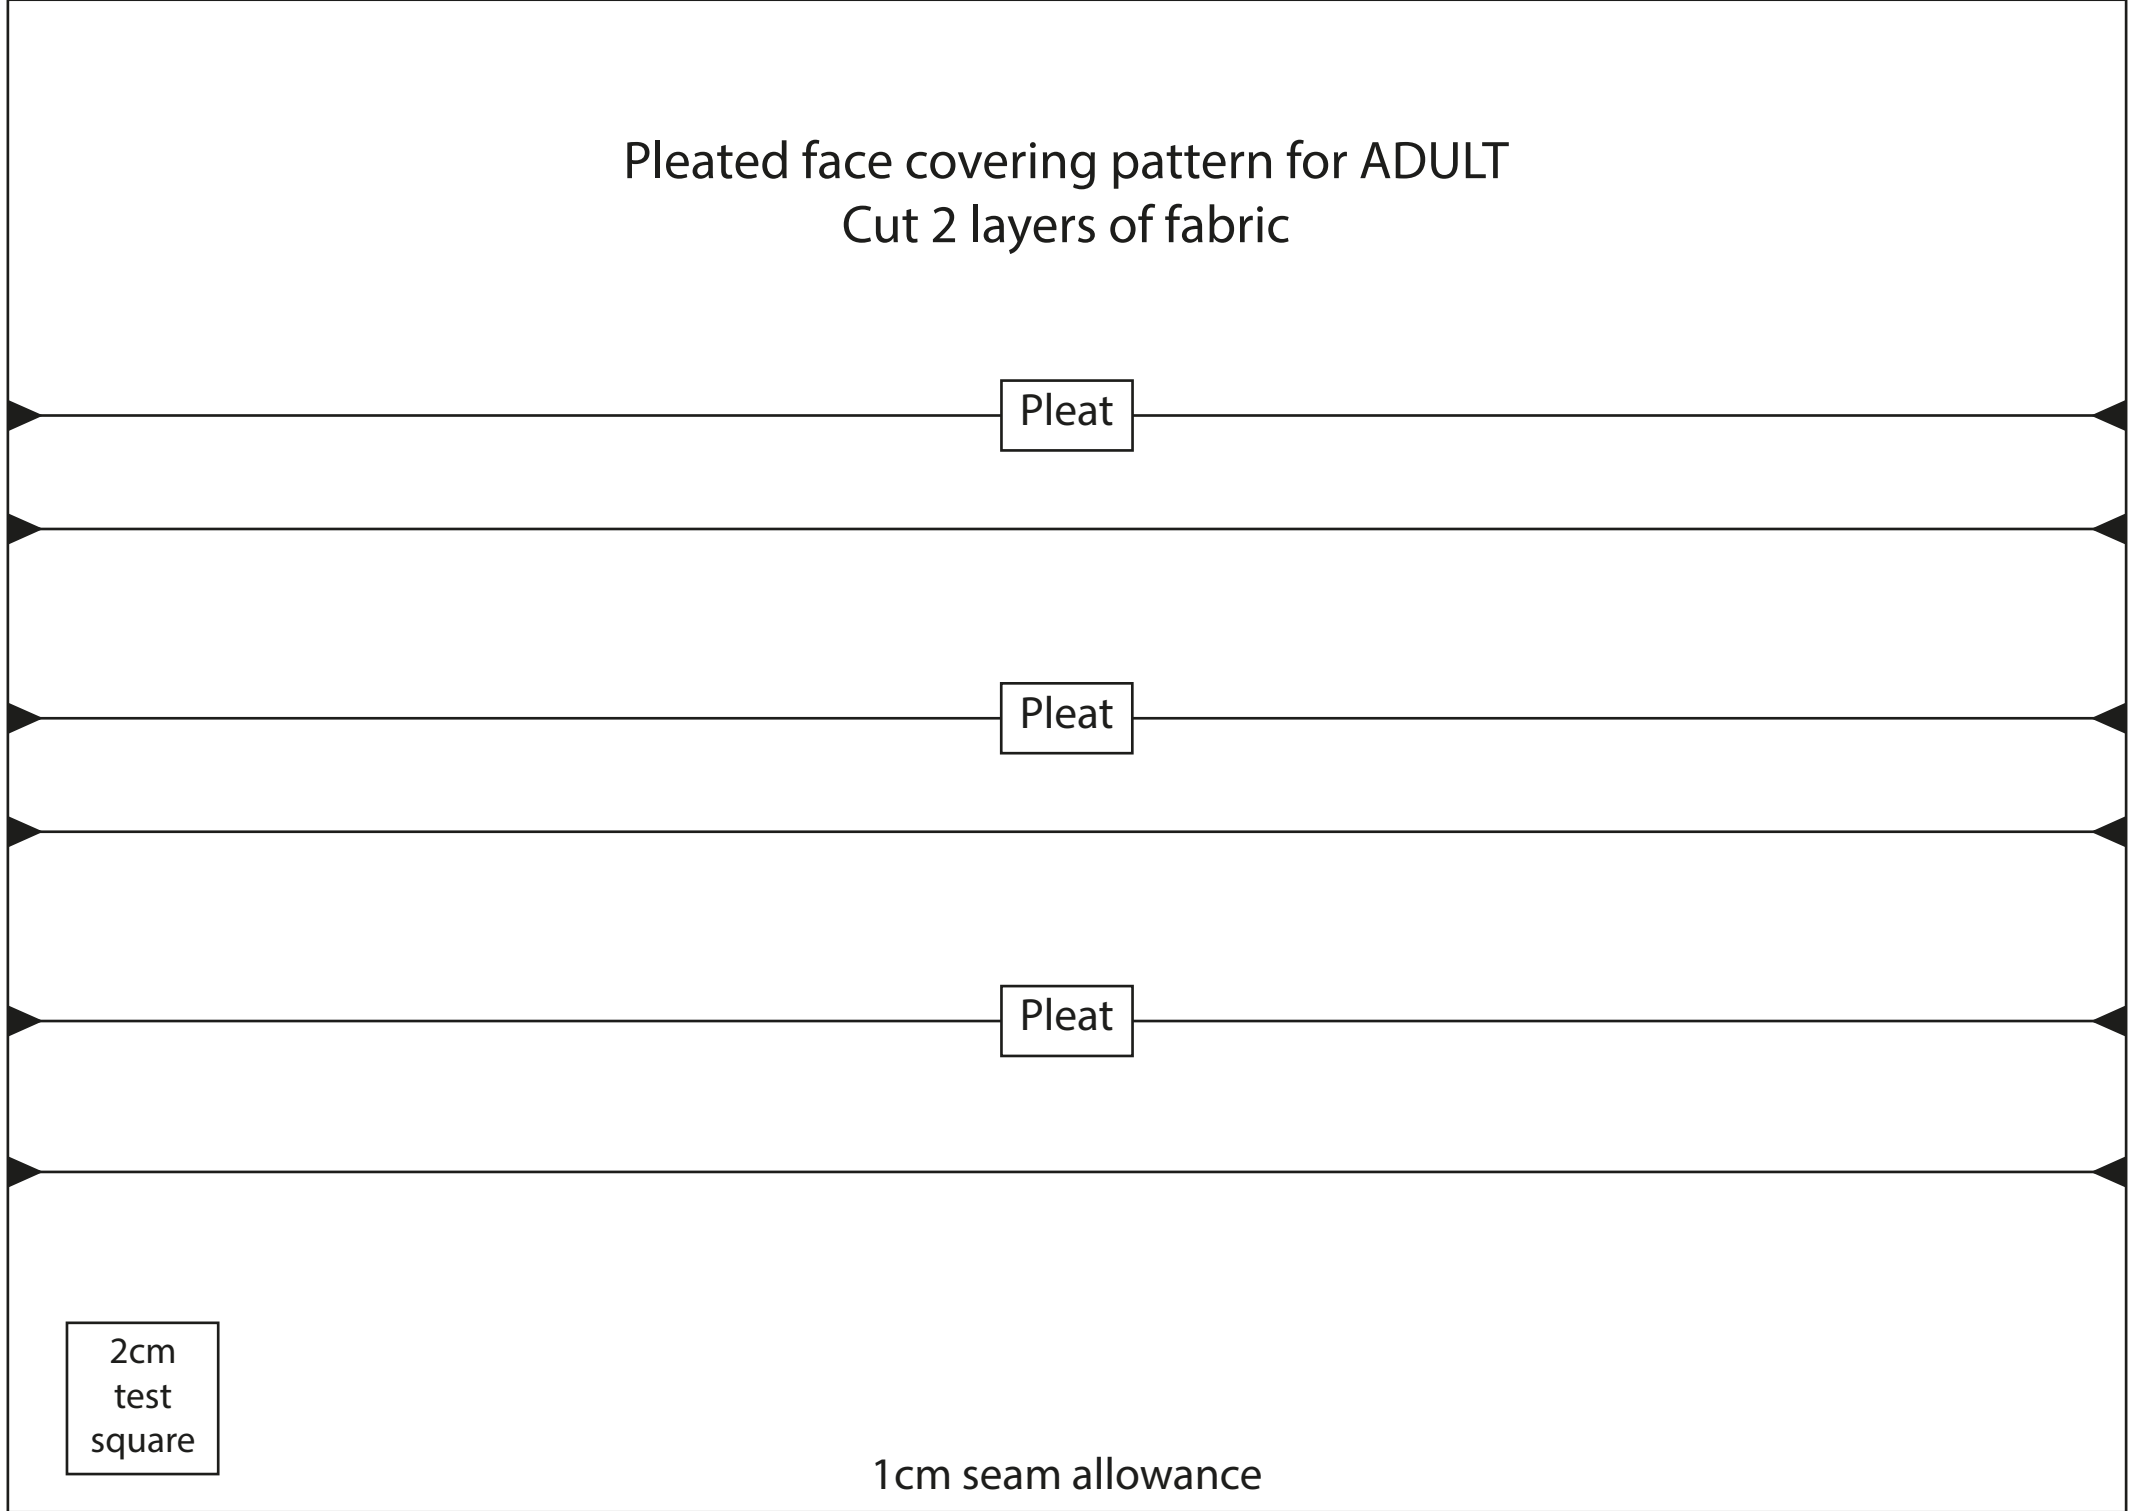 Pleated face covering pattern for ADULT
Cut 2 layers of fabric
Pleat
Pleat
Pleat
2cm
test
square
1cm seam allowance